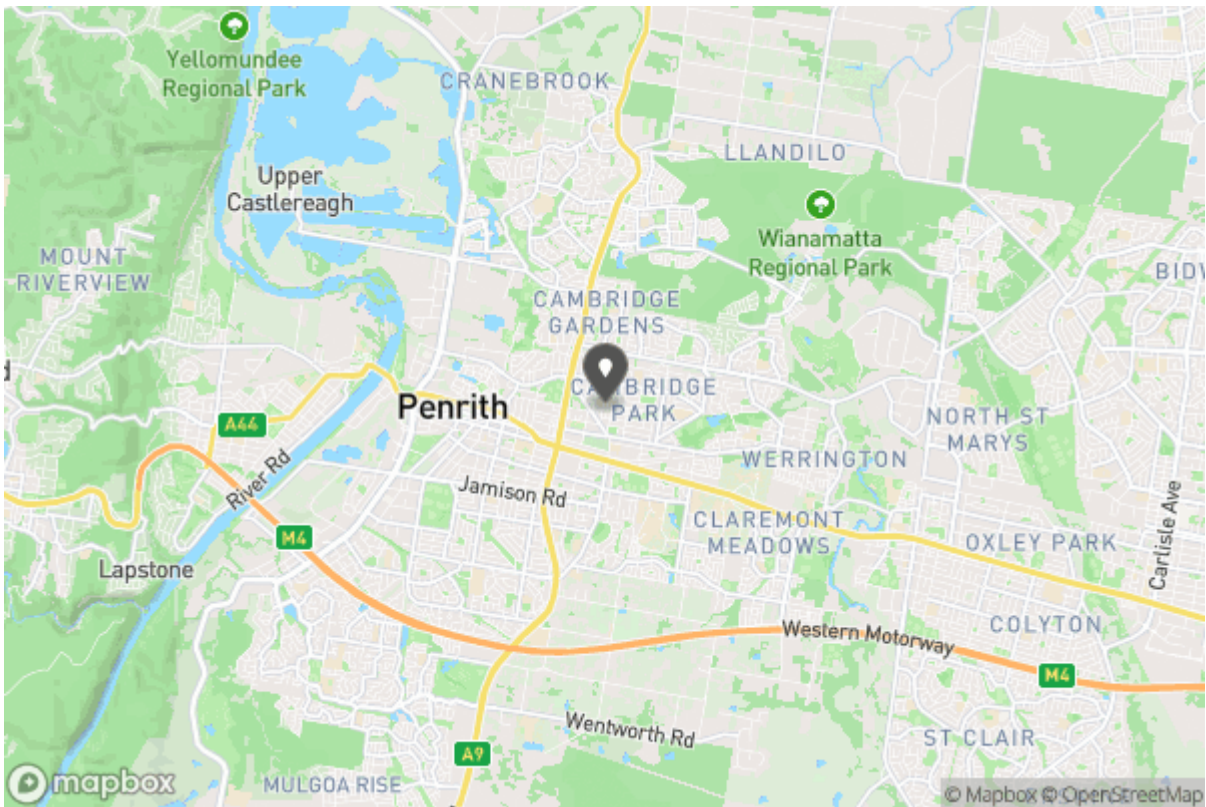 Yellomundee
Regional Park
CRANEBROOK
LLANDILO
Upper
Castlereagh
Wianamatta
Regional Park
MOUNT
RIVERVIEW
BIDW
CAMBRIDGE
GARDENS
CAMBRIDGE
PARK
d
Penrith
A44
NORTH ST
MARYS
WERRINGTON
River Rd
Jamison Rd
CLAREMONT
MEADOWS
OXLEY PARK
Carlisle Ave
M4
Lapstone
COLYTON
Western Motorway
M4
Wentworth Rd
ST CLAIR
A9
MULGOA RISE
mapbox
© Mapbox © OpenStreetMap